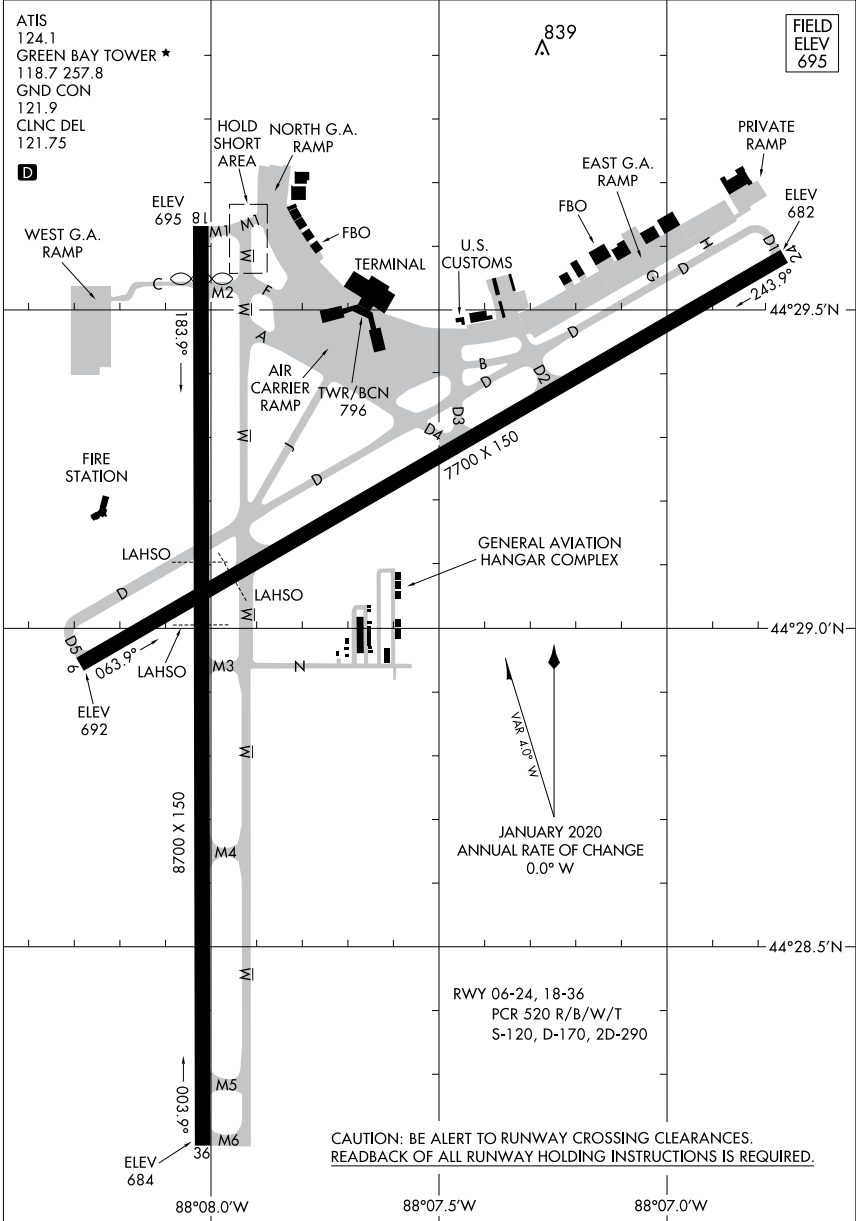 ATIS
124.1
GREEN BAY TOWER ★
118.7 257.8
GND CON
121.9
CLNC DEL
121.75
D
839
FIELD
ELEV
695
HOLD
SHORT
AREA
NORTH G.A.
RAMP
PRIVATE
RAMP
EAST G.A.
RAMP
ELEV
695
18
M1
M1
M
FBO
FBO
ELEV
682
WEST G.A.
RAMP
U.S.
CUSTOMS
TERMINAL
H
D1
24
C
M2
F
G
D
243.9°
44°29.5'N
M
183.9°
A
D
AIR
CARRIER
RAMP
TWR/BCN
796
B
D
D2
D3
D4
M
J
7700 X 150
FIRE
STATION
D
GENERAL AVIATION
HANGAR COMPLEX
LAHSO
LAHSO
D
M
44°29.0'N
D5
6
063.9°
LAHSO
M3
N
ELEV
692
VAR 4.0° W
M
8700 X 150
JANUARY 2020
ANNUAL RATE OF CHANGE
0.0° W
M4
44°28.5'N
M
RWY 06-24, 18-36
PCR 520 R/B/W/T
S-120, D-170, 2D-290
003.9°
M5
M6
36
ELEV
684
CAUTION: BE ALERT TO RUNWAY CROSSING CLEARANCES.
READBACK OF ALL RUNWAY HOLDING INSTRUCTIONS IS REQUIRED.
88°08.0'W
88°07.5'W
88°07.0'W